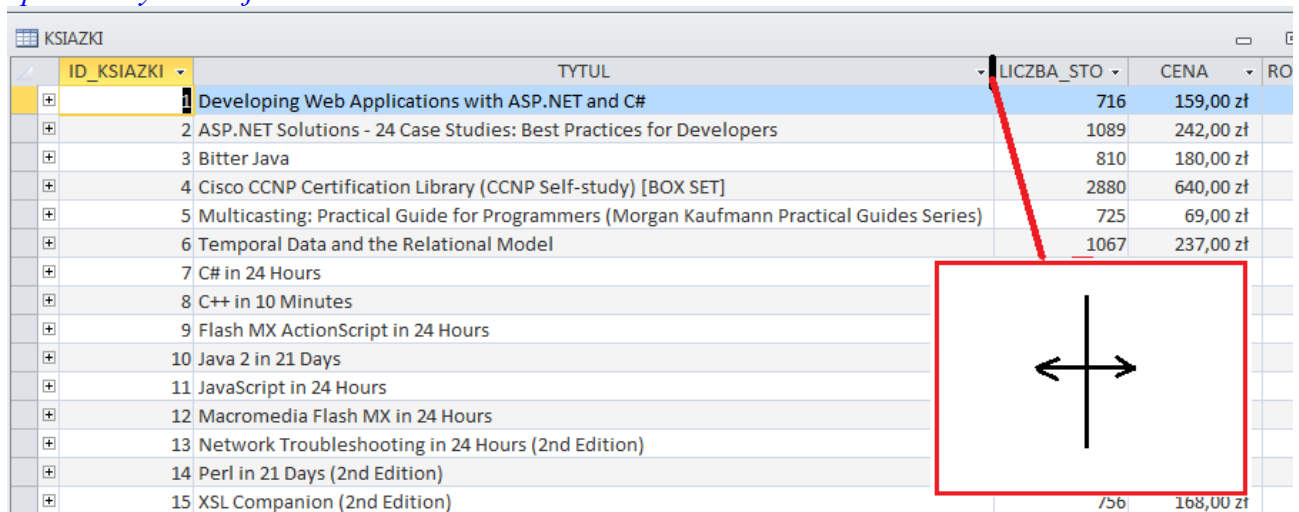 KSIAZKI
ID_KSIAZKI TYTUL LICZBA_STO CENA RO
1 Developing Web Applications with ASP.NET and C# 716 159,00 zł
2 ASP.NET Solutions - 24 Case Studies: Best Practices for Developers 1089 242,00 zł
3 Bitter Java 810 180,00 zł
4 Cisco CCNP Certification Library (CCNP Self-study) [BOX SET] 2880 640,00 zł
5 Multicasting: Practical Guide for Programmers (Morgan Kaufmann Practical Guides Series) 725 69,00 zł
6 Temporal Data and the Relational Model 1067 237,00 zł
7 C# in 24 Hours
8 C++ in 10 Minutes
9 Flash MX ActionScript in 24 Hours
10 Java 2 in 21 Days
11 JavaScript in 24 Hours
12 Macromedia Flash MX in 24 Hours
13 Network Troubleshooting in 24 Hours (2nd Edition)
14 Perl in 21 Days (2nd Edition)
15 XSL Companion (2nd Edition) 756 168,00 zł